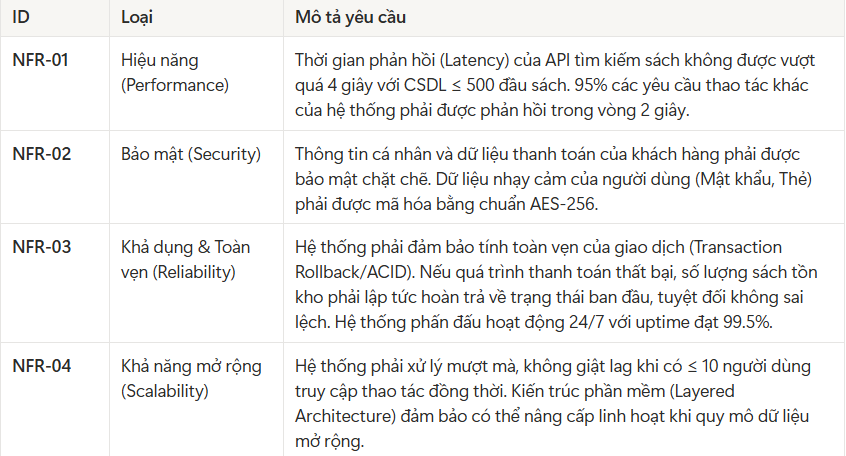 ID Loại Mô tả yêu cầu
NFR-01 Hiệu năng Thời gian phản hồi (Latency) của API tìm kiếm sách không được vượt
(Performance) quá 4 giây với CSDL ≤ 500 đầu sách. 95% các yêu cầu thao tác khác
của hệ thống phải được phản hồi trong vòng 2 giây.
NFR-02 Bảo mật (Security) Thông tin cá nhân và dữ liệu thanh toán của khách hàng phải được
bảo mật chặt chẽ. Dữ liệu nhạy cảm của người dùng (Mật khẩu, Thẻ)
phải được mã hóa bằng chuẩn AES-256.
NFR-03 Khả dụng & Toàn Hệ thống phải đảm bảo tính toàn vẹn của giao dịch (Transaction
vẹn (Reliability) Rollback/ACID). Nếu quá trình thanh toán thất bại, số lượng sách tồn
kho phải lập tức hoàn trả về trạng thái ban đầu, tuyệt đối không sai
lệch. Hệ thống phấn đấu hoạt động 24/7 với uptime đạt 99.5%.
NFR-04 Khả năng mở rộng Hệ thống phải xử lý mượt mà, không giật lag khi có ≤ 10 người dùng
(Scalability) truy cập thao tác đồng thời. Kiến trúc phần mềm (Layered
Architecture) đảm bảo có thể nâng cấp linh hoạt khi quy mô dữ liệu
mở rộng.